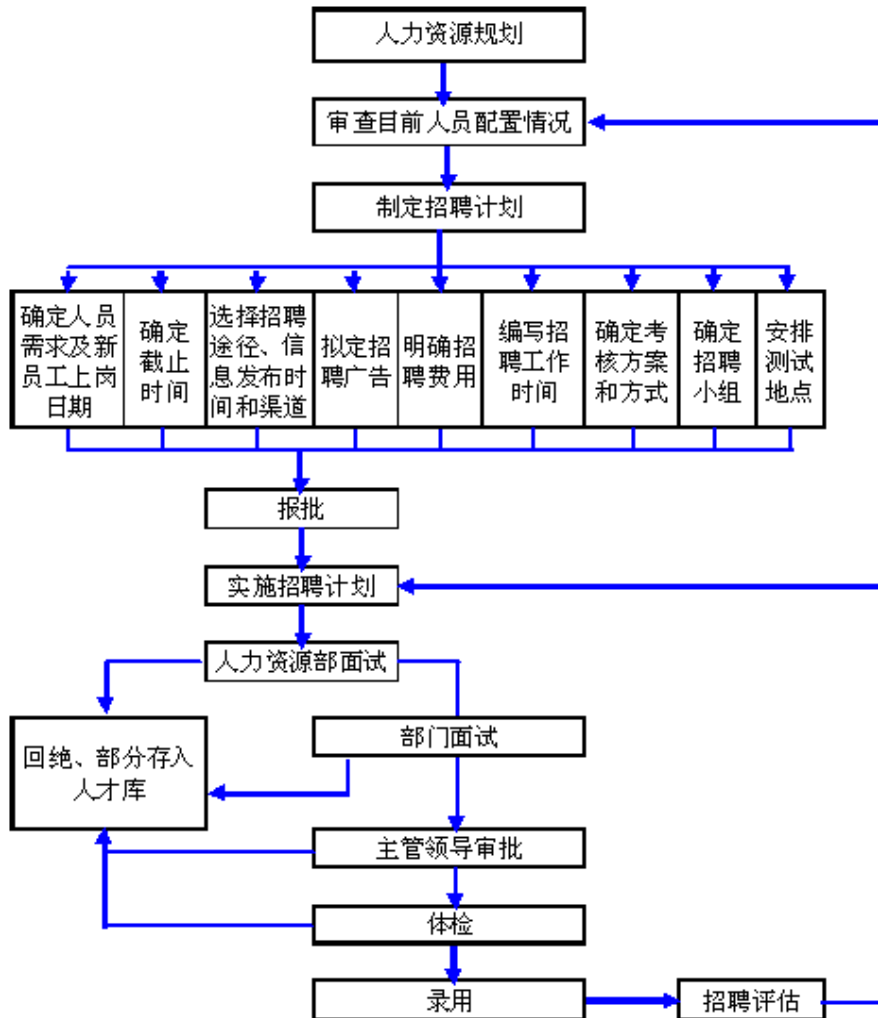 人力资源规划
审查目前人员配置情况
制定招聘计划
确定人员
需求及新
员工上岗
日期
确定
截止
时间
选择招聘
途径、信
息发布时
间和渠道
拟定招
聘广告
明确招
聘费用
编写招
聘工作
时间
确定考
核方案
和方式
确定
招聘
小组
安排
测试
地点
报批
实施招聘计划
人力资源部面试
回绝、部分存入
人才库
部门面试
主管领导审批
体检
录用
招聘评估